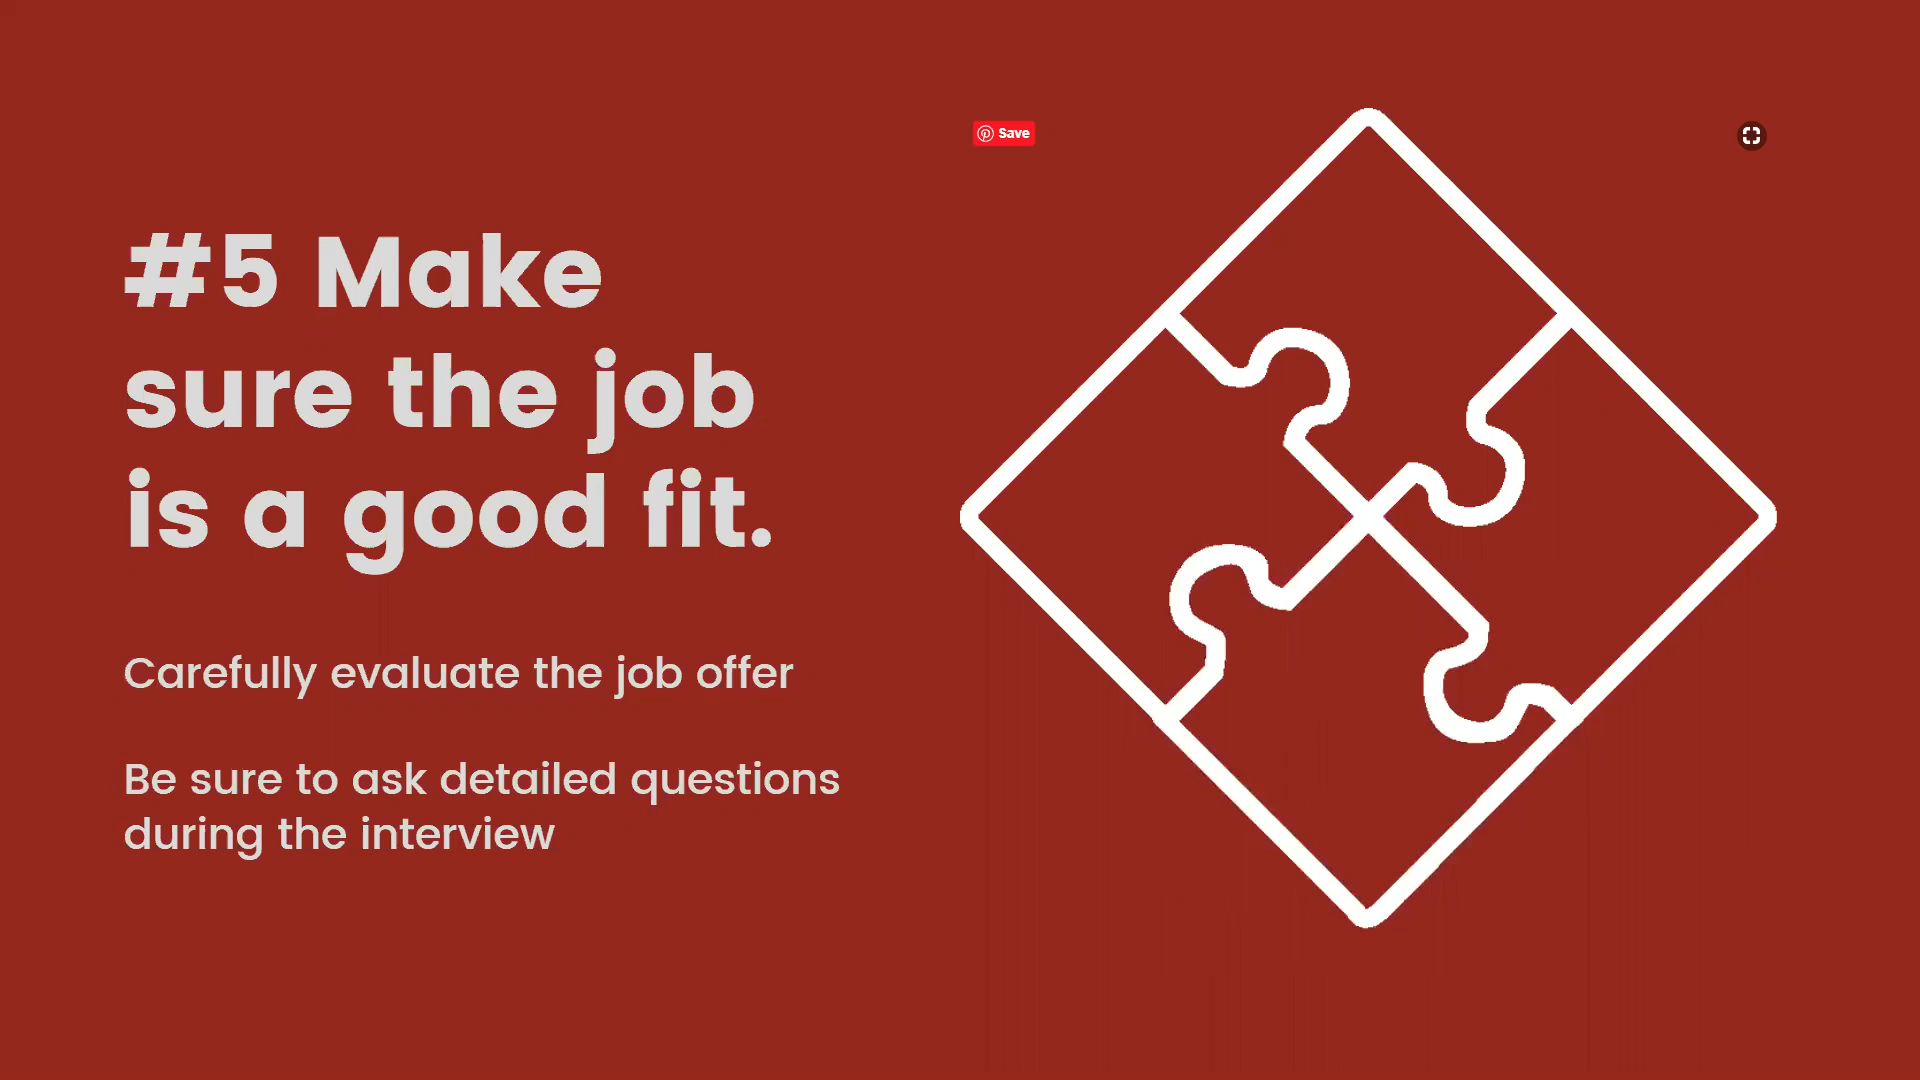 #5 Make
sure the job
is a good fit.
Carefully evaluate the job offer
Be sure to ask detailed questions
during the interview
Save